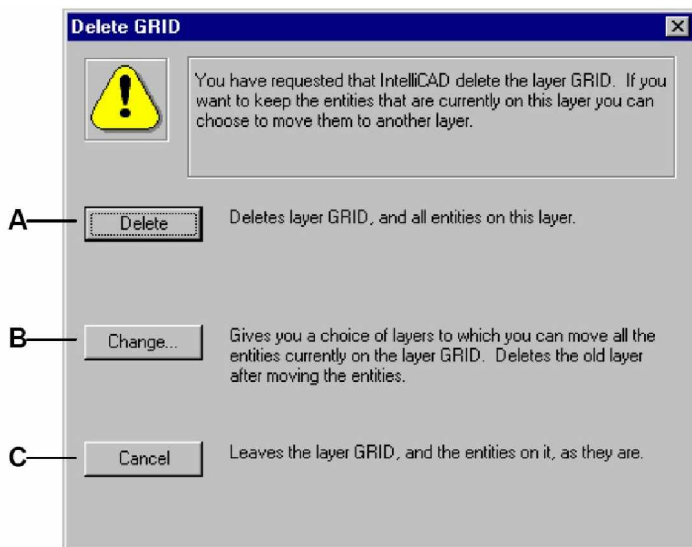 Delete GRID
You have requested that IntelliCAD delete the layer GRID. If you
want to keep the entities that are currently on this layer you can
choose to move them to another layer.
A
Delete
Deletes layer GRID, and all entities on this layer.
B
Change...
Gives you a choice of layers to which you can move all the
entities currently on the layer GRID. Deletes the old layer
after moving the entities.
C
Cancel
Leaves the layer GRID, and the entities on it, as they are.